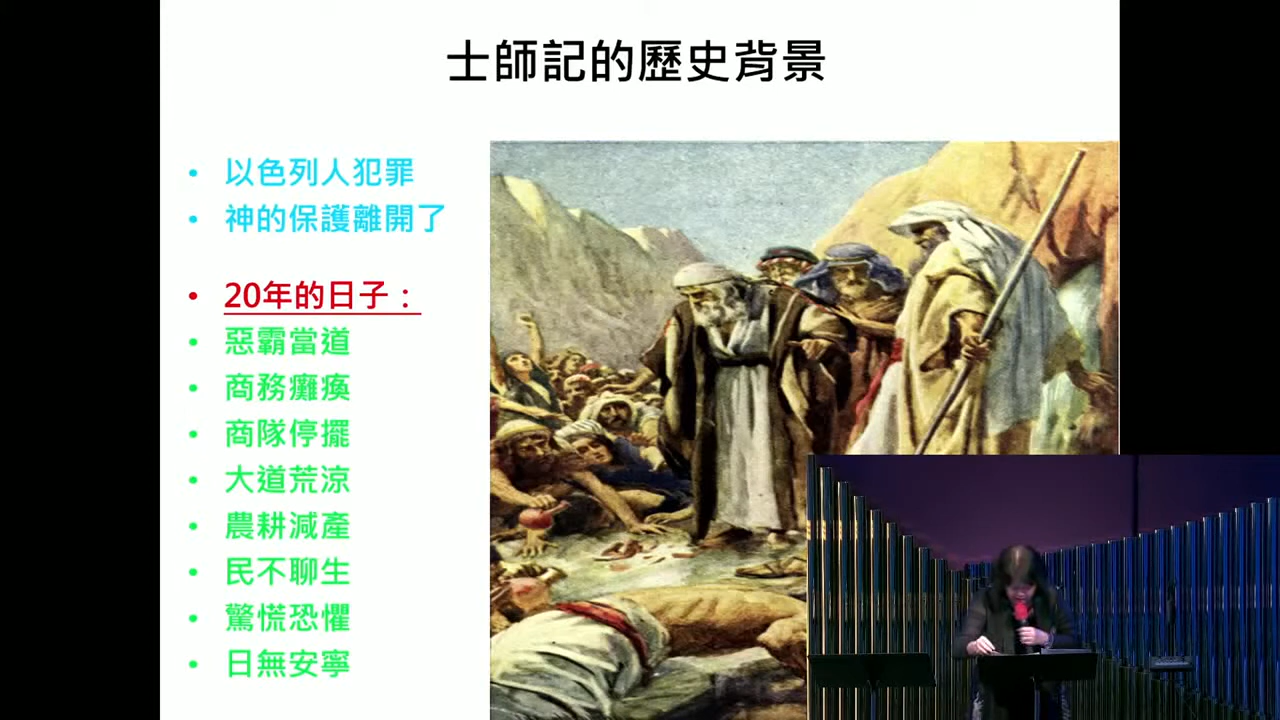 士師記的歷史背景
• 以色列人犯罪
• 神的保護離開了
• 20年的日子：
• 惡霸當道
• 商務癱瘓
• 商隊停擺
• 大道荒涼
• 農耕減產
• 民不聊生
• 驚慌恐懼
• 日無安寧